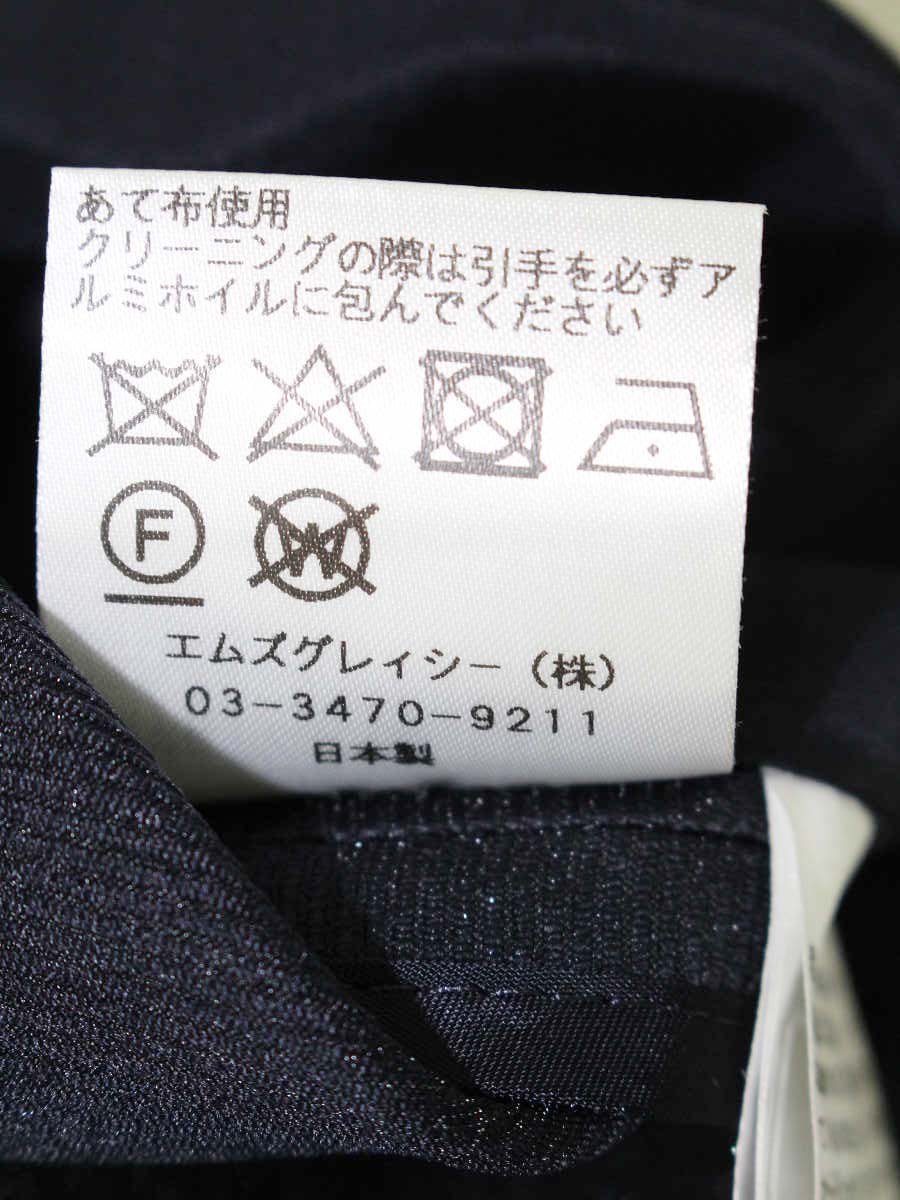 あて布使用
クリーニングの際は引手を必ずア
ルミホイルに包んでください
F W
エムズグレイシー(株)
03-3470-9211
日本製